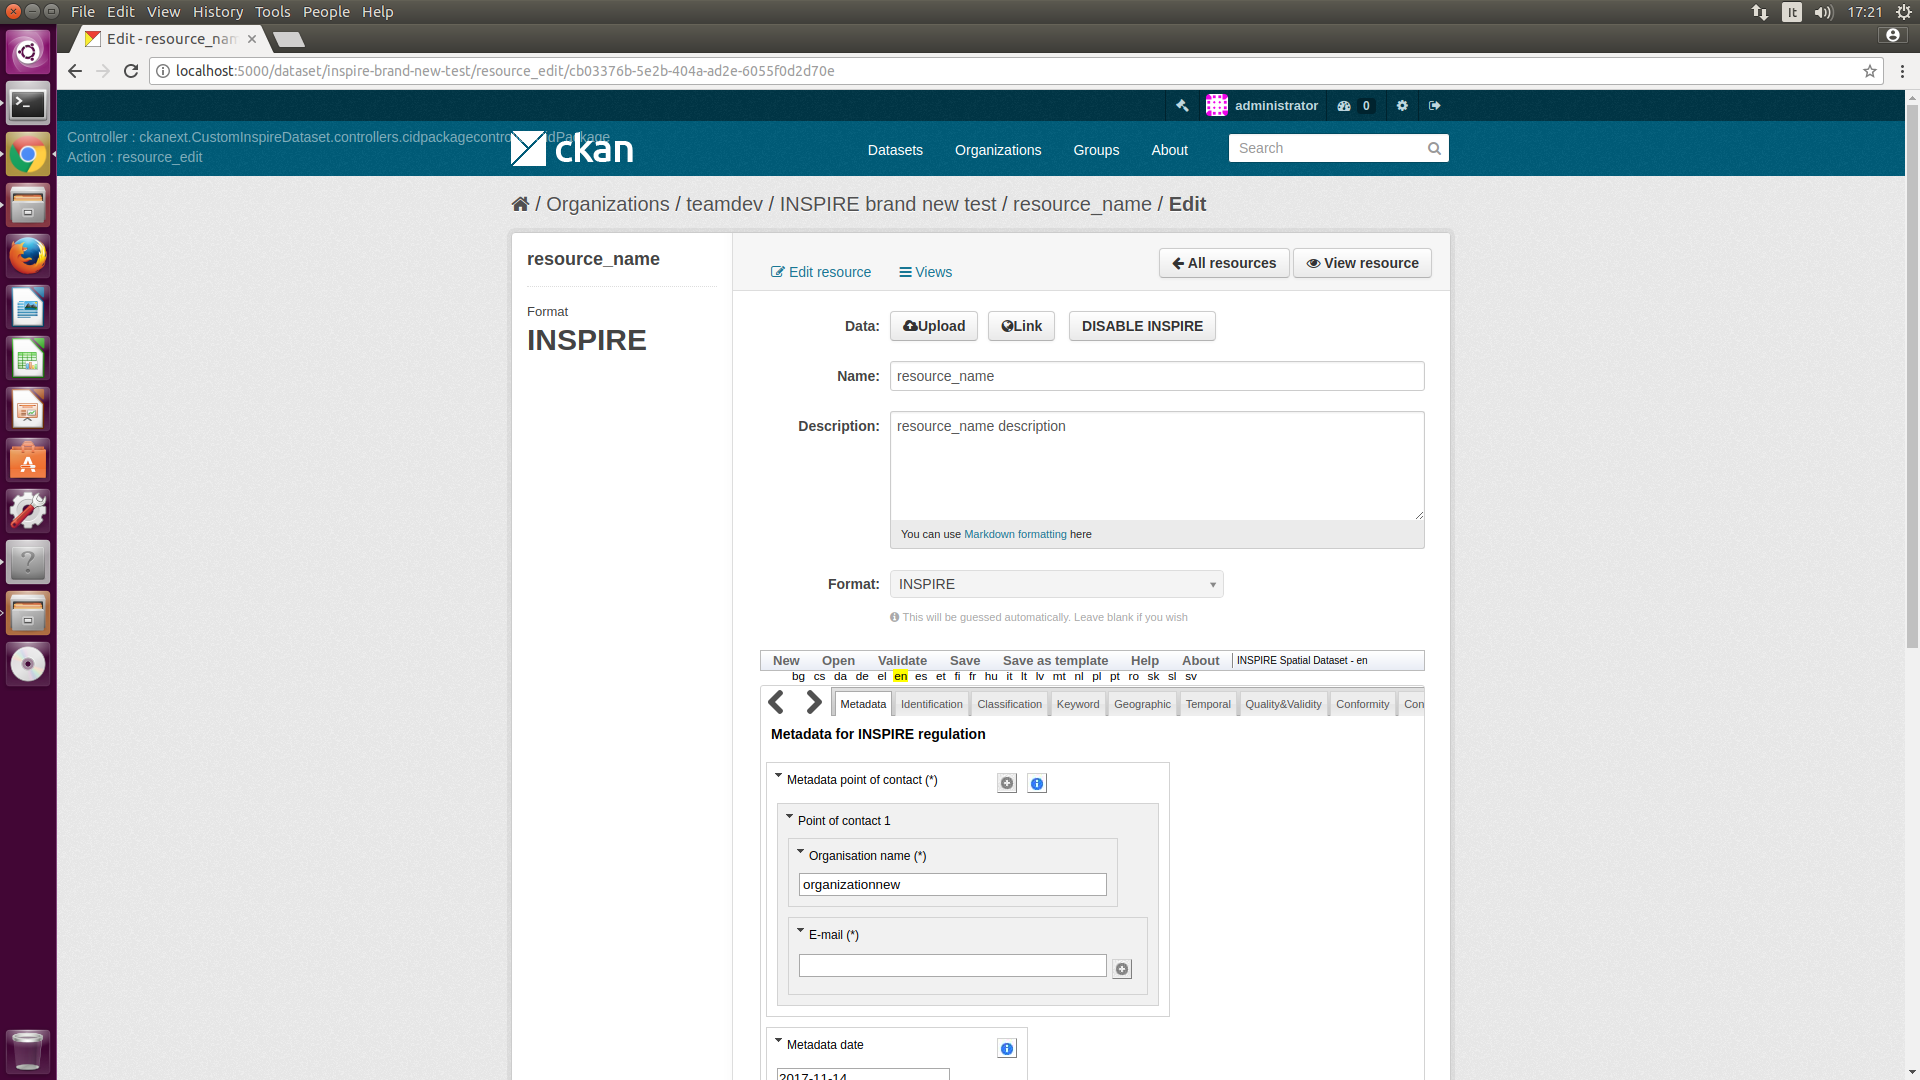 File Edit View History Tools People Help
It 17:21
Edit - resource_nam
localhost:5000/dataset/inspire-brand-new-test/resource_edit/cb03376b-5e2b-404a-ad2e-6055f0d2d70e
administrator 0
Controller : ckanext.CustomInspireDataset.controllers.cidpackagecontro
Action : resource_edit
ckan
Datasets Organizations Groups About Search
/ Organizations / teamdev / INSPIRE brand new test / resource_name / Edit
resource_name
Format
INSPIRE
Edit resource Views All resources View resource
Data: Upload Link DISABLE INSPIRE
Name: resource_name
Description: resource_name description
You can use Markdown formatting here
Format: INSPIRE
This will be guessed automatically. Leave blank if you wish
New Open Validate Save Save as template Help About INSPIRE Spatial Dataset - en
bg cs da de el en es et fi fr hu it lt lv mt nl pl pt ro sk sl sv
Metadata Identification Classification Keyword Geographic Temporal Quality&Validity Conformity Con
Metadata for INSPIRE regulation
Metadata point of contact (*)
Point of contact 1
Organisation name (*)
organizationnew
E-mail (*)
Metadata date
2017-11-14